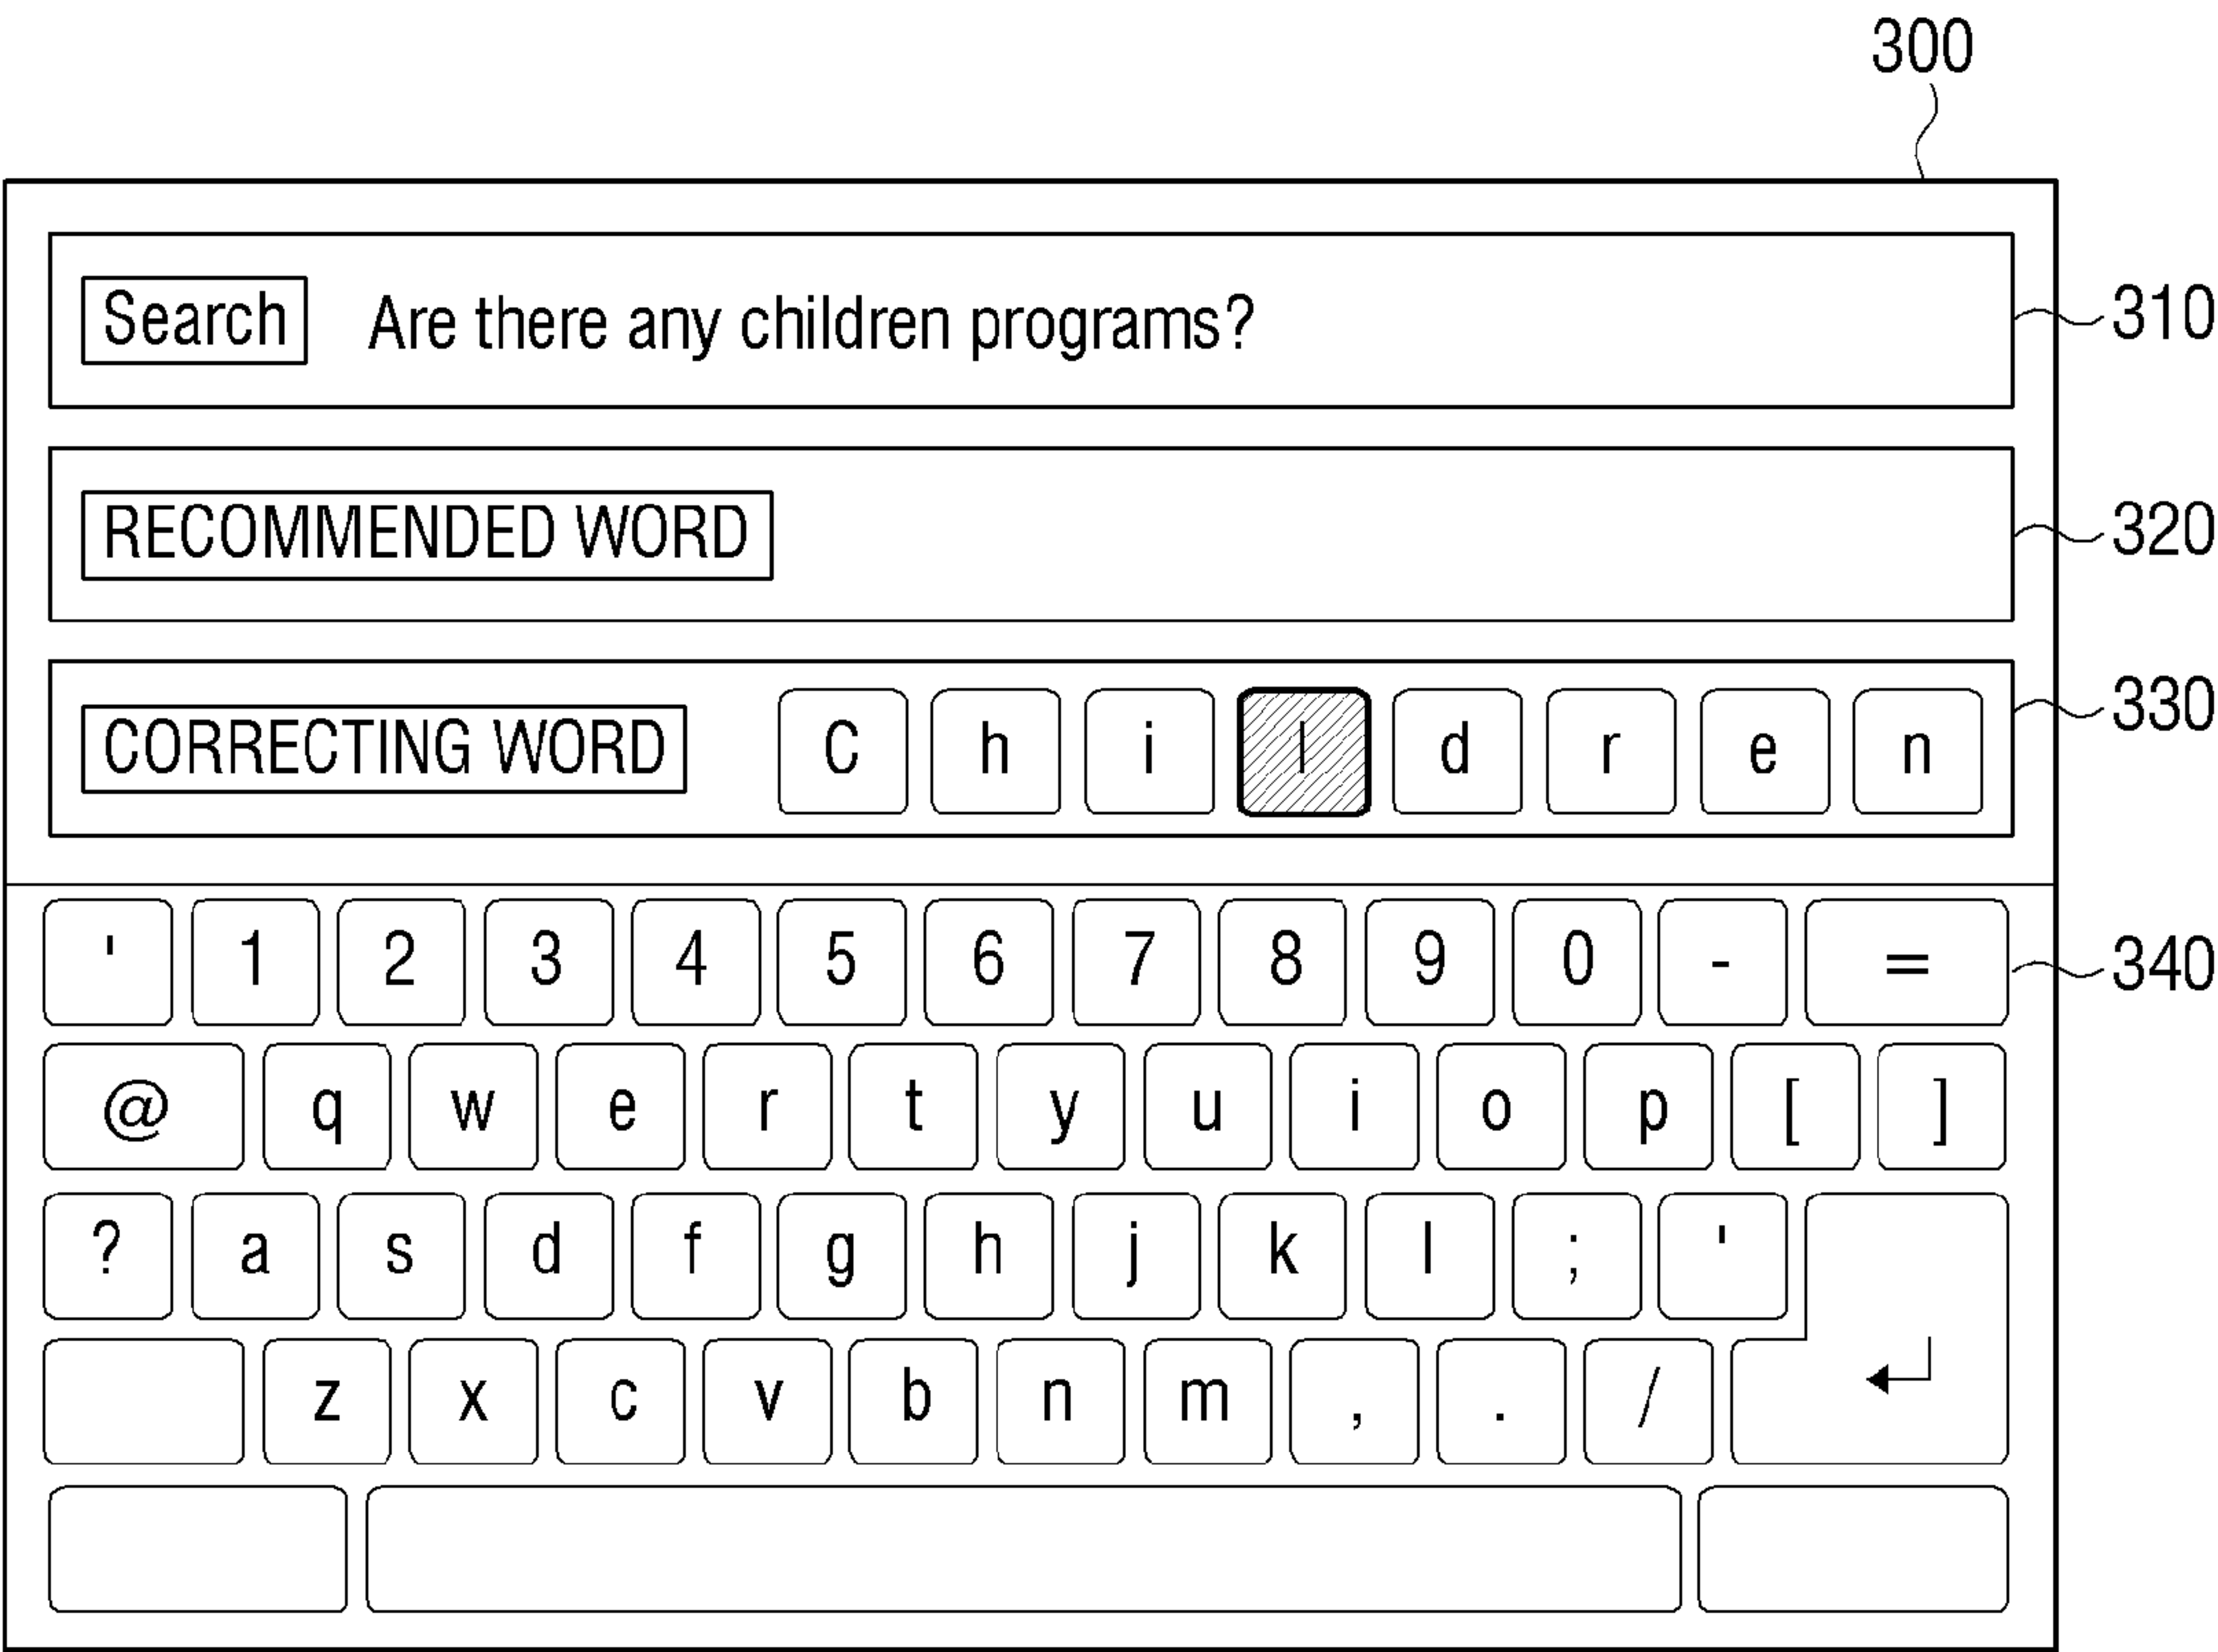 300
Search Are there any children programs? 310
RECOMMENDED WORD 320
CORRECTING WORD C h i l d r e n 330
' 1 2 3 4 5 6 7 8 9 0 - = 340
@ q w e r t y u i o p [ ]
? a s d f g h j k l ; '
z x c v b n m , . /